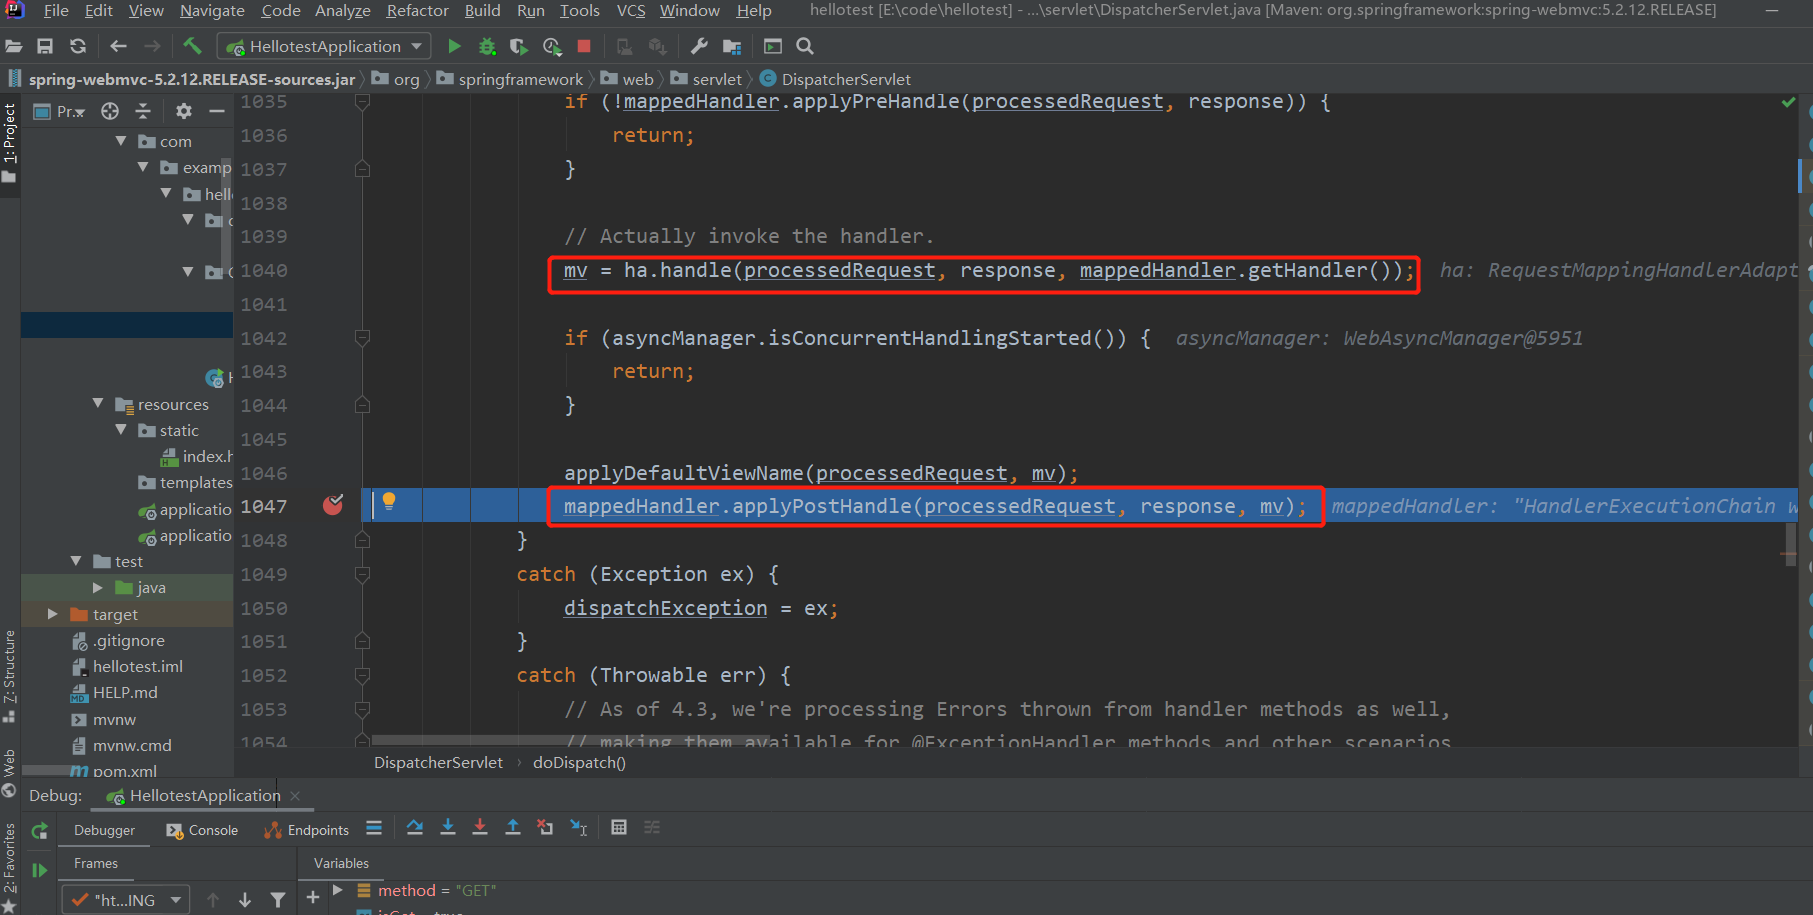 File Edit View Navigate Code Analyze Refactor Build Run Tools VCS Window Help hellotest [E:\code\hellotest] - ...\servlet\DispatcherServlet.java [Maven: org.springframework:spring-webmvc:5.2.12.RELEASE]
HellotestApplication
spring-webmvc-5.2.12.RELEASE-sources.jar org springframework web servlet DispatcherServlet
1: Project
Pr...
com
examp
hell
resources
static
index.h
templates
applicatio
applicatio
test
java
target
.gitignore
hellotest.iml
HELP.md
mvnw
mvnw.cmd
pom.xml
7: Structure
Web
2: Favorites
1035 if (!mappedHandler.applyPreHandle(processedRequest, response)) {
1036 return;
1037 }
1038
1039 // Actually invoke the handler.
1040 mv = ha.handle(processedRequest, response, mappedHandler.getHandler()); ha: RequestMappingHandlerAdapt
1041
1042 if (asyncManager.isConcurrentHandlingStarted()) { asyncManager: WebAsyncManager@5951
1043 return;
1044 }
1045
1046 applyDefaultViewName(processedRequest, mv);
1047 mappedHandler.applyPostHandle(processedRequest, response, mv); mappedHandler: "HandlerExecutionChain w
1048 }
1049 catch (Exception ex) {
1050 dispatchException = ex;
1051 }
1052 catch (Throwable err) {
1053 // As of 4.3, we're processing Errors thrown from handler methods as well,
1054 // making them available for @ExceptionHandler methods and other scenarios
DispatcherServlet › doDispatch()
Debug: HellotestApplication
Debugger Console Endpoints
Frames Variables
"ht...ING
method = "GET"
isGet = true